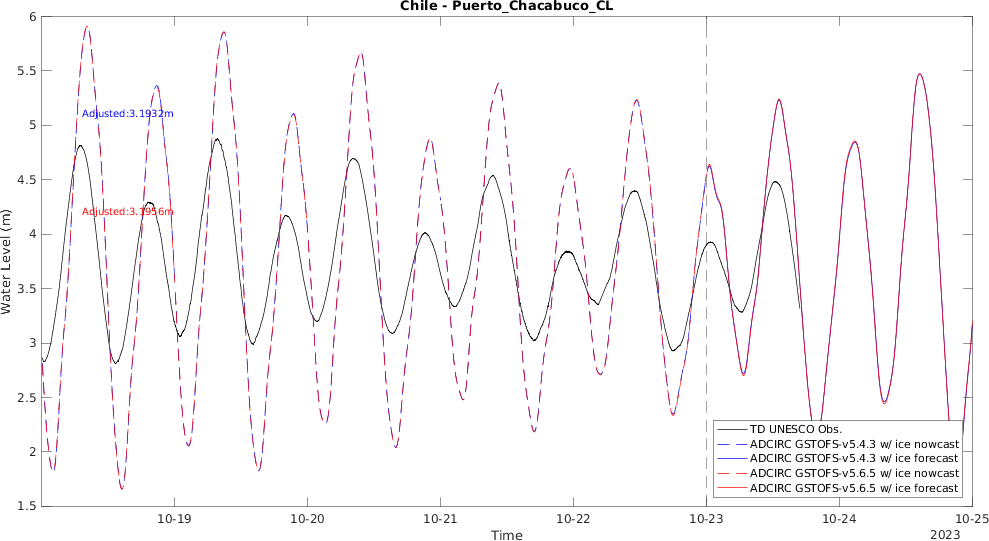 Chile - Puerto_Chacabuco_CL
Water Level (m)
6
5.5
5
4.5
4
3.5
3
2.5
2
1.5
Adjusted:3.1932m
Adjusted:3.1956m
TD UNESCO Obs.
ADCIRC GSTOFS-v5.4.3 w/ ice nowcast
ADCIRC GSTOFS-v5.4.3 w/ ice forecast
ADCIRC GSTOFS-v5.6.5 w/ ice nowcast
ADCIRC GSTOFS-v5.6.5 w/ ice forecast
10-19 10-20 10-21 10-22 10-23 10-24 10-25
Time
2023